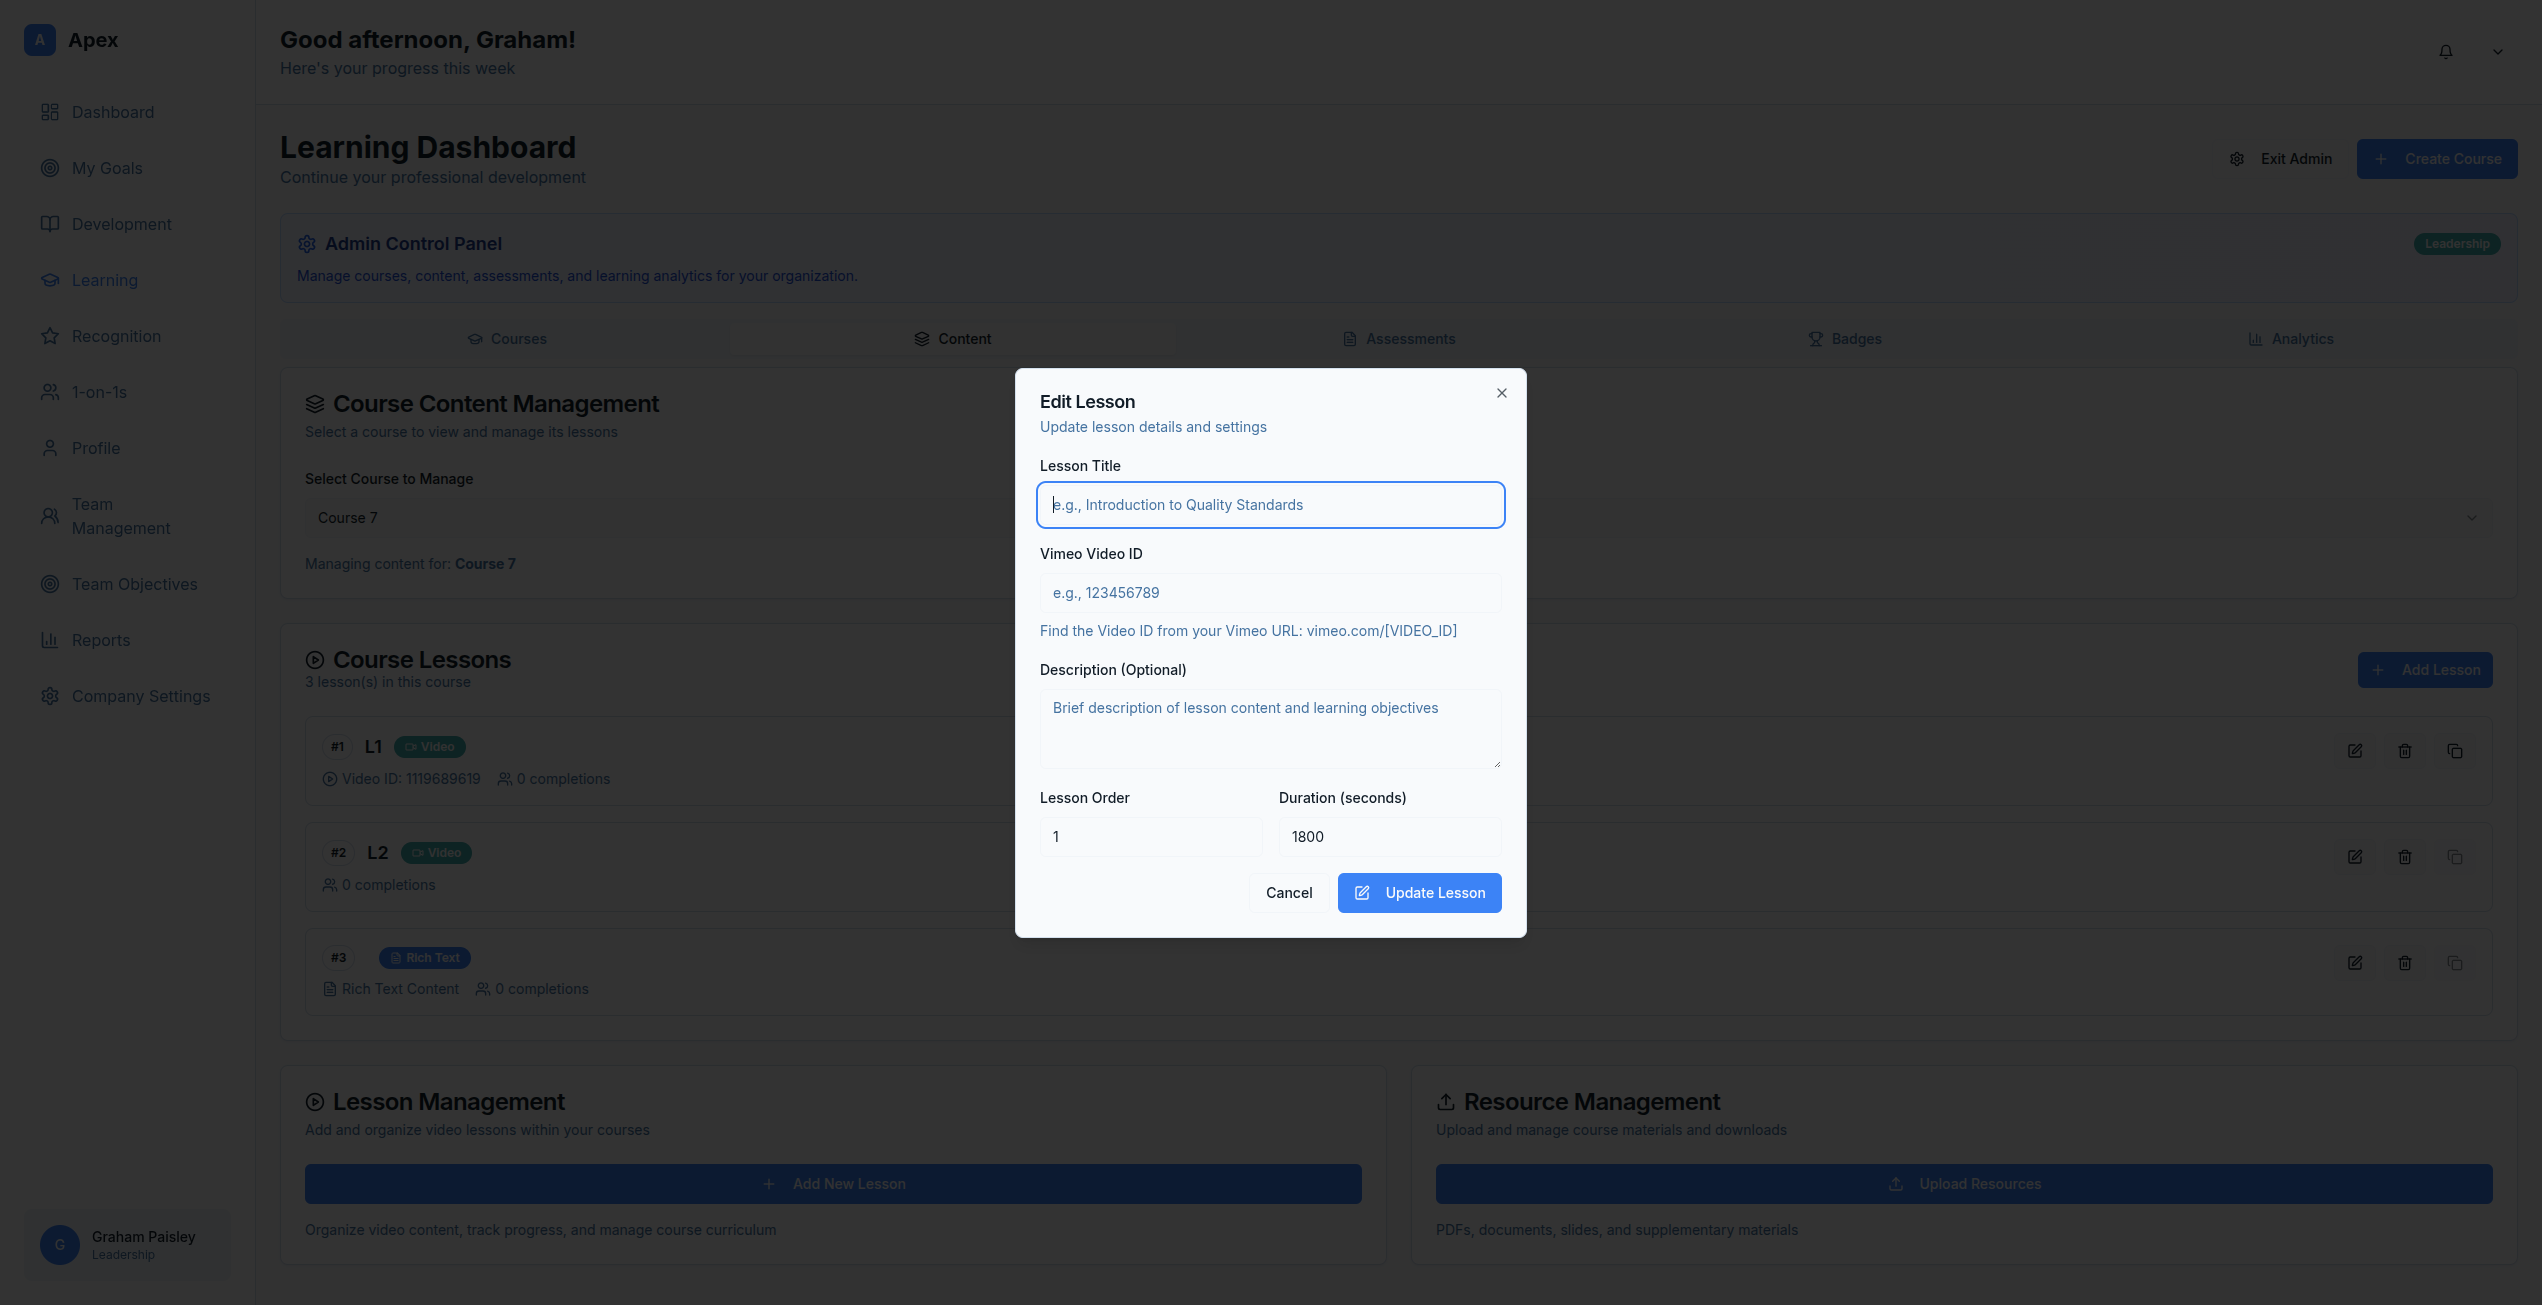 A
Apex
Good afternoon, Graham!
Here's your progress this week
Dashboard
My Goals
Development
Learning
Recognition
1-on-1s
Profile
Team
Management
Team Objectives
Reports
Company Settings
Learning Dashboard
Continue your professional development
Exit Admin
Create Course
Admin Control Panel
Leadership
Manage courses, content, assessments, and learning analytics for your organization.
Courses
Content
Assessments
Badges
Analytics
Course Content Management
Select a course to view and manage its lessons
Select Course to Manage
Course 7
Managing content for: Course 7
Course Lessons
3 lesson(s) in this course
Add Lesson
#1 L1 Video
Video ID: 1119689619 0 completions
#2 L2 Video
0 completions
#3 Rich Text
Rich Text Content 0 completions
Edit Lesson
Update lesson details and settings
Lesson Title
e.g., Introduction to Quality Standards
Vimeo Video ID
e.g., 123456789
Find the Video ID from your Vimeo URL: vimeo.com/[VIDEO_ID]
Description (Optional)
Brief description of lesson content and learning objectives
Lesson Order
Duration (seconds)
1
1800
Cancel
Update Lesson
Lesson Management
Add and organize video lessons within your courses
Add New Lesson
Organize video content, track progress, and manage course curriculum
Resource Management
Upload and manage course materials and downloads
Upload Resources
PDFs, documents, slides, and supplementary materials
G
Graham Paisley
Leadership